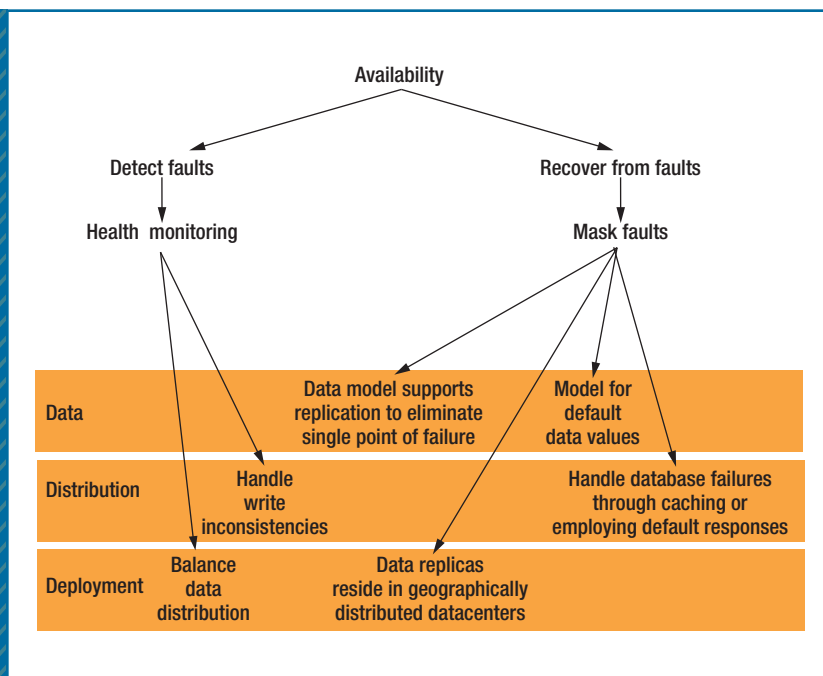 Availability
Detect faults
Recover from faults
Health monitoring
Mask faults
Data
Data model supports
replication to eliminate
single point of failure
Model for
default
data values
Distribution
Handle
write
inconsistencies
Handle database failures
through caching or
employing default responses
Deployment
Balance
data
distribution
Data replicas
reside in geographically
distributed datacenters